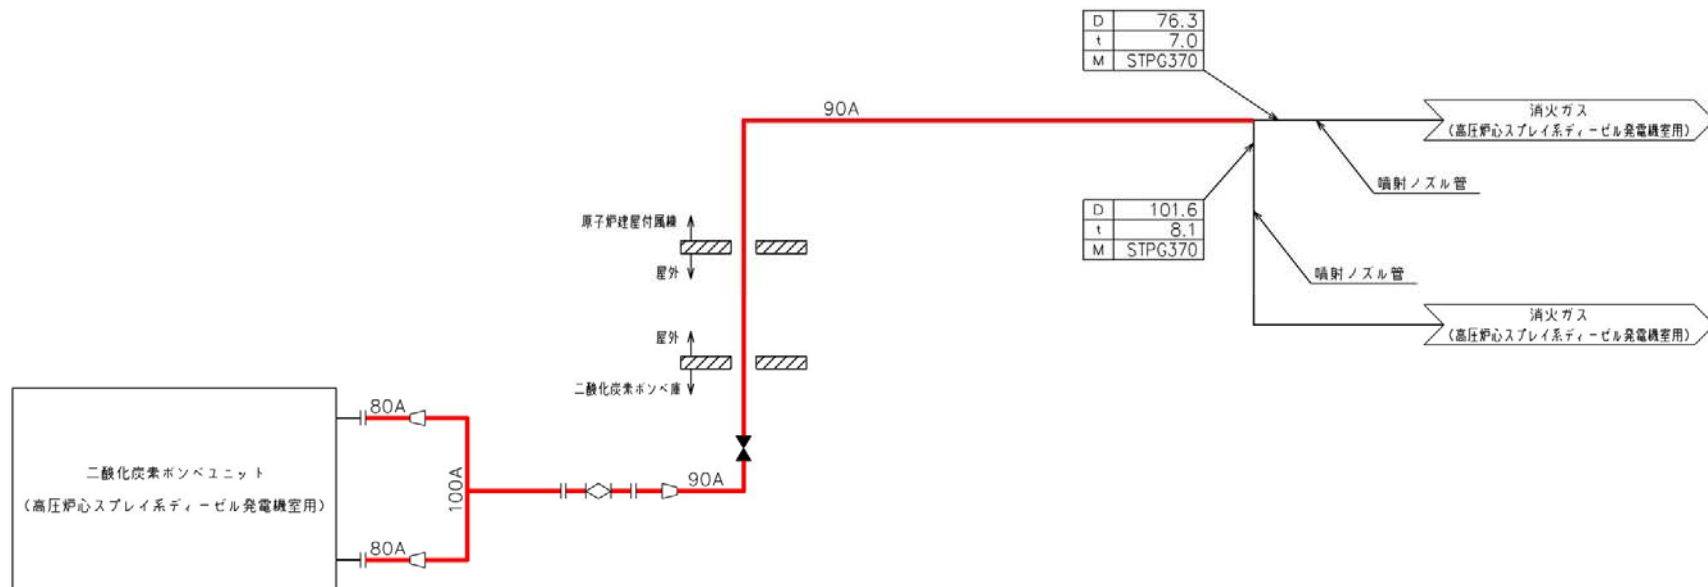 D 76.3
t 7.0
M STPG370
90A
消火ガス
(高圧炉心スプレイ系ディーゼル発電機室用)
噴射ノズル管
D 101.6
t 8.1
M STPG370
原子炉建屋付属棟
屋外
噴射ノズル管
消火ガス
(高圧炉心スプレイ系ディーゼル発電機室用)
屋外
二酸化炭素ボンベ庫
80A
二酸化炭素ボンベユニット
(高圧炉心スプレイ系ディーゼル発電機室用)
100A
90A
80A